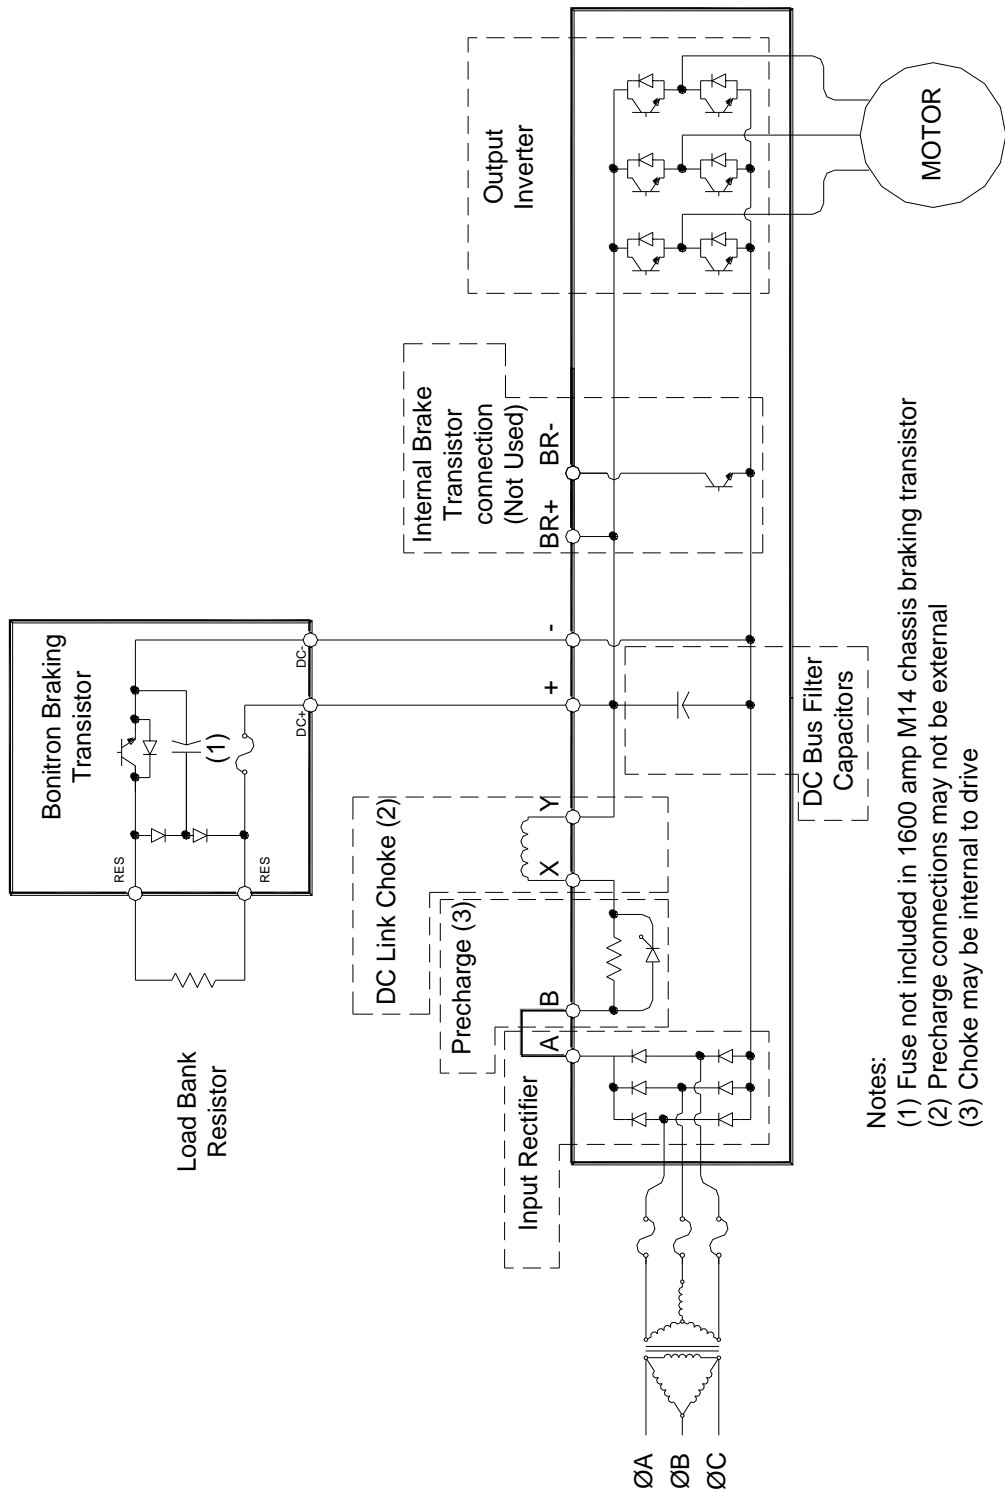 Bonitron Braking
Transistor
RES
RES
(1)
DC+
DC-
Load Bank
Resistor
DC Link Choke (2)
Precharge (3)
Input Rectifier
A
B
X
Y
+
-
Internal Brake
Transistor
connection
(Not Used)
BR+
BR-
Output
Inverter
DC Bus Filter
Capacitors
MOTOR
ØA
ØB
ØC
Notes:
(1) Fuse not included in 1600 amp M14 chassis braking transistor
(2) Precharge connections may not be external
(3) Choke may be internal to drive